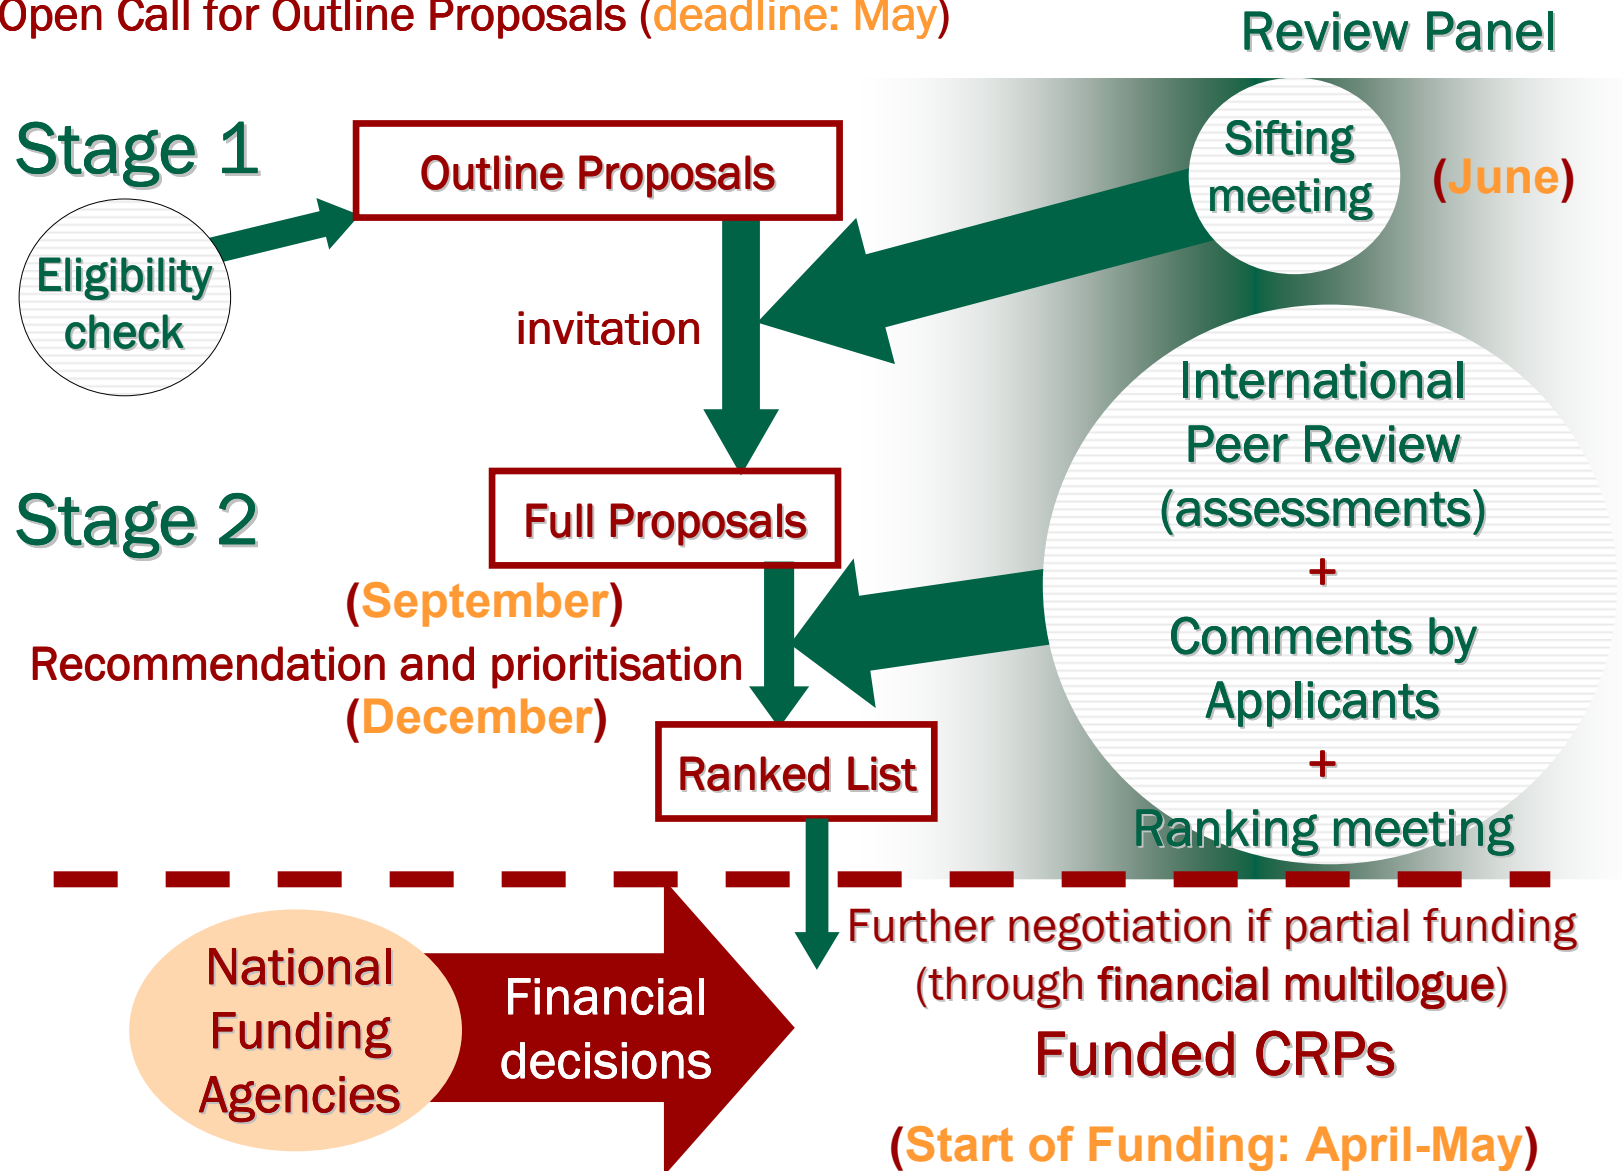 Open Call for Outline Proposals (deadline: May)
Review Panel
Stage 1
Outline Proposals
Sifting
meeting
(June)
Eligibility
check
invitation
International
Peer Review
(assessments)
+
Comments by
Applicants
+
Ranking meeting
Stage 2
Full Proposals
(September)
Recommendation and prioritisation
(December)
Ranked List
National
Funding
Agencies
Financial
decisions
Further negotiation if partial funding
(through financial multilogue)
Funded CRPs
(Start of Funding: April-May)